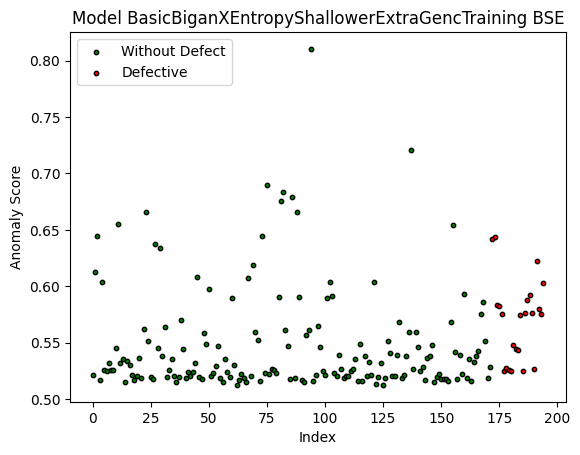 Model BasicBiganXEntropyShallowerExtraGencTraining BSE
Without Defect
Defective
0.80
0.75
0.70
0.65
0.60
0.55
0.50
Anomaly Score
0 25 50 75 100 125 150 175 200
Index